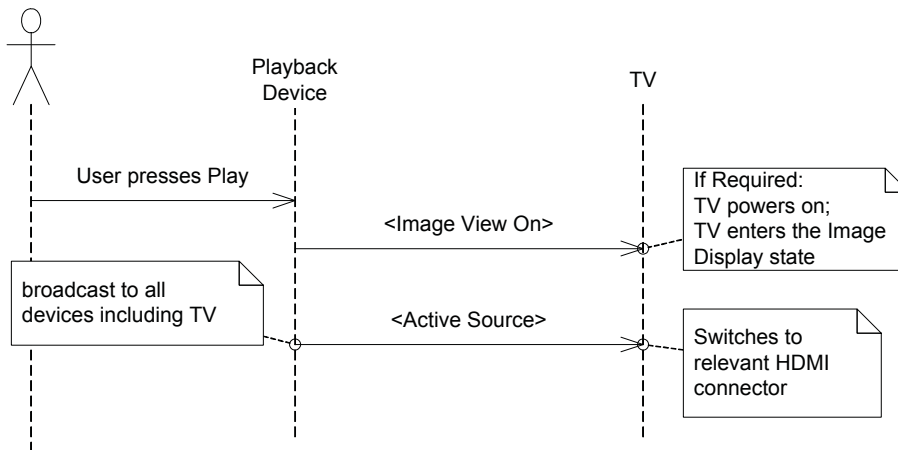 Playback
Device
TV
User presses Play
If Required:
TV powers on;
TV enters the Image
Display state
<Image View On>
broadcast to all
devices including TV
<Active Source>
Switches to
relevant HDMI
connector